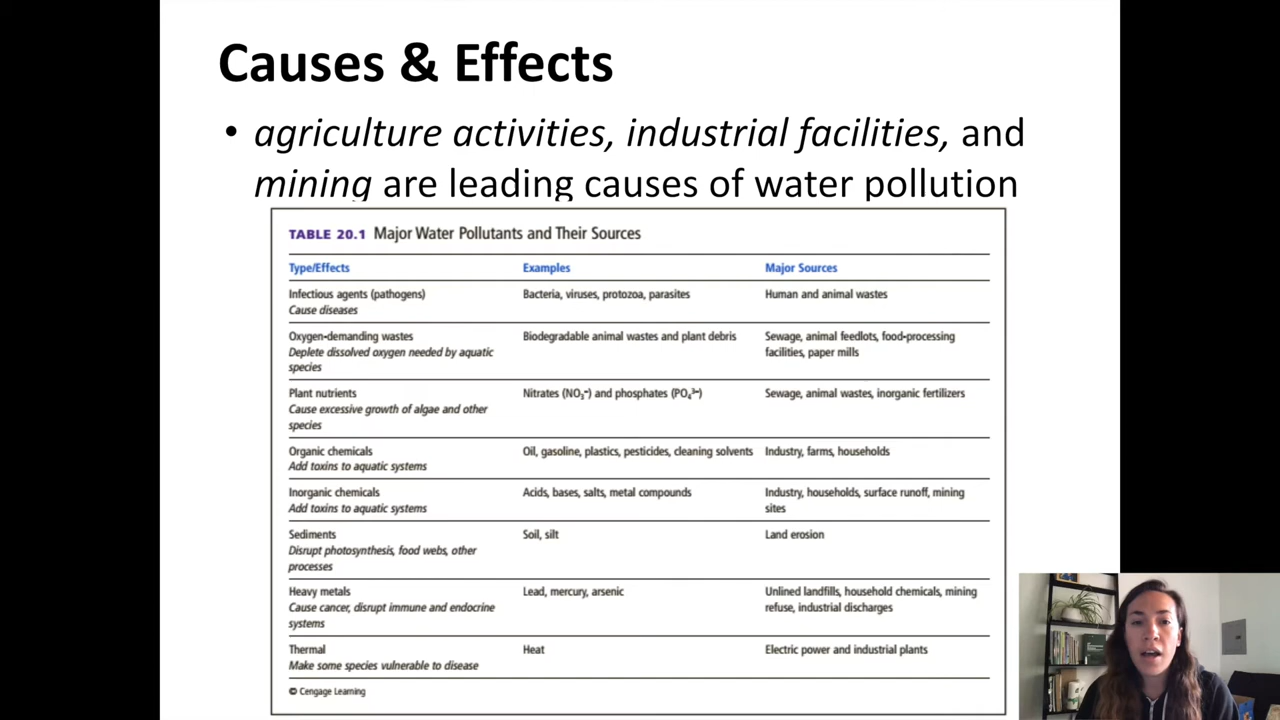 Causes & Effects
• agriculture activities, industrial facilities, and
mining are leading causes of water pollution
TABLE 20.1 Major Water Pollutants and Their Sources
Type/Effects Examples Major Sources
Infectious agents (pathogens) Bacteria, viruses, protozoa, parasites Human and animal wastes
Cause diseases
Oxygen-demanding wastes Biodegradable animal wastes and plant debris Sewage, animal feedlots, food-processing
Deplete dissolved oxygen needed by aquatic facilities, paper mills
species
Plant nutrients Nitrates (NO₃⁻) and phosphates (PO₄³⁻) Sewage, animal wastes, inorganic fertilizers
Cause excessive growth of algae and other
species
Organic chemicals Oil, gasoline, plastics, pesticides, cleaning solvents Industry, farms, households
Add toxins to aquatic systems
Inorganic chemicals Acids, bases, salts, metal compounds Industry, households, surface runoff, mining
Add toxins to aquatic systems sites
Sediments Soil, silt Land erosion
Disrupt photosynthesis, food webs, other
processes
Heavy metals Lead, mercury, arsenic Unlined landfills, household chemicals, mining
Cause cancer, disrupt immune and endocrine refuse, industrial discharges
systems
Thermal Heat Electric power and industrial plants
Make some species vulnerable to disease
© Cengage Learning